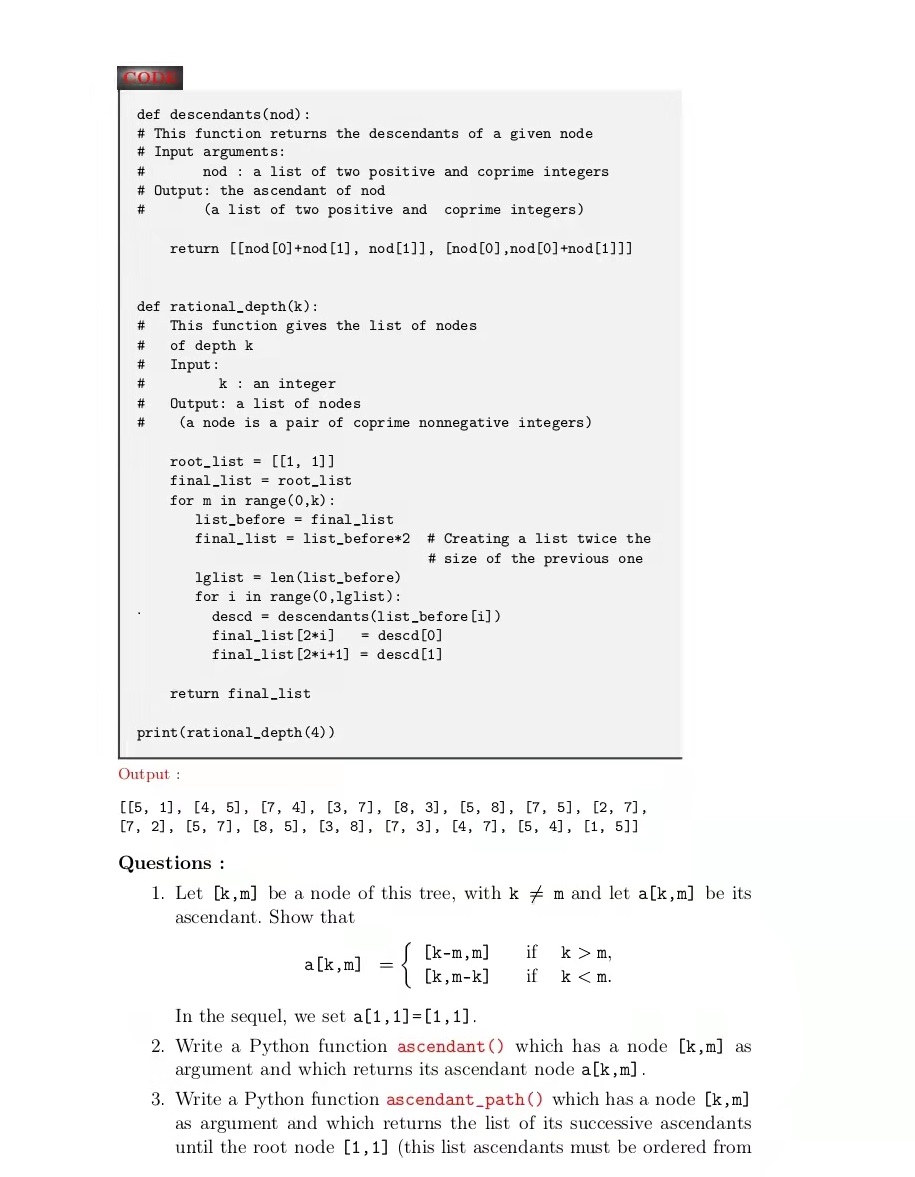 CODE
def descendants(nod):
# This function returns the descendants of a given node
# Input arguments:
#       nod : a list of two positive and coprime integers
# Output: the ascendant of nod
#       (a list of two positive and  coprime integers)
    return [[nod[0]+nod[1], nod[1]], [nod[0],nod[0]+nod[1]]]
def rational_depth(k):
#   This function gives the list of nodes
#   of depth k
#   Input:
#         k : an integer
#   Output: a list of nodes
#    (a node is a pair of coprime nonnegative integers)
    root_list = [[1, 1]]
    final_list = root_list
    for m in range(0,k):
       list_before = final_list
       final_list = list_before*2  # Creating a list twice the
                                   # size of the previous one
       lglist = len(list_before)
       for i in range(0,lglist):
         descd = descendants(list_before[i])
         final_list[2*i]   = descd[0]
         final_list[2*i+1] = descd[1]
    return final_list
print(rational_depth(4))
Output :
[[5, 1], [4, 5], [7, 4], [3, 7], [8, 3], [5, 8], [7, 5], [2, 7],
[7, 2], [5, 7], [8, 5], [3, 8], [7, 3], [4, 7], [5, 4], [1, 5]]
Questions :
1. Let [k,m] be a node of this tree, with k ≠ m and let a[k,m] be its
ascendant. Show that
a[k,m] = { [k-m,m] if k > m,
[k,m-k] if k < m.
In the sequel, we set a[1,1]=[1,1].
2. Write a Python function ascendant() which has a node [k,m] as
argument and which returns its ascendant node a[k,m].
3. Write a Python function ascendant_path() which has a node [k,m]
as argument and which returns the list of its successive ascendants
until the root node [1,1] (this list ascendants must be ordered from